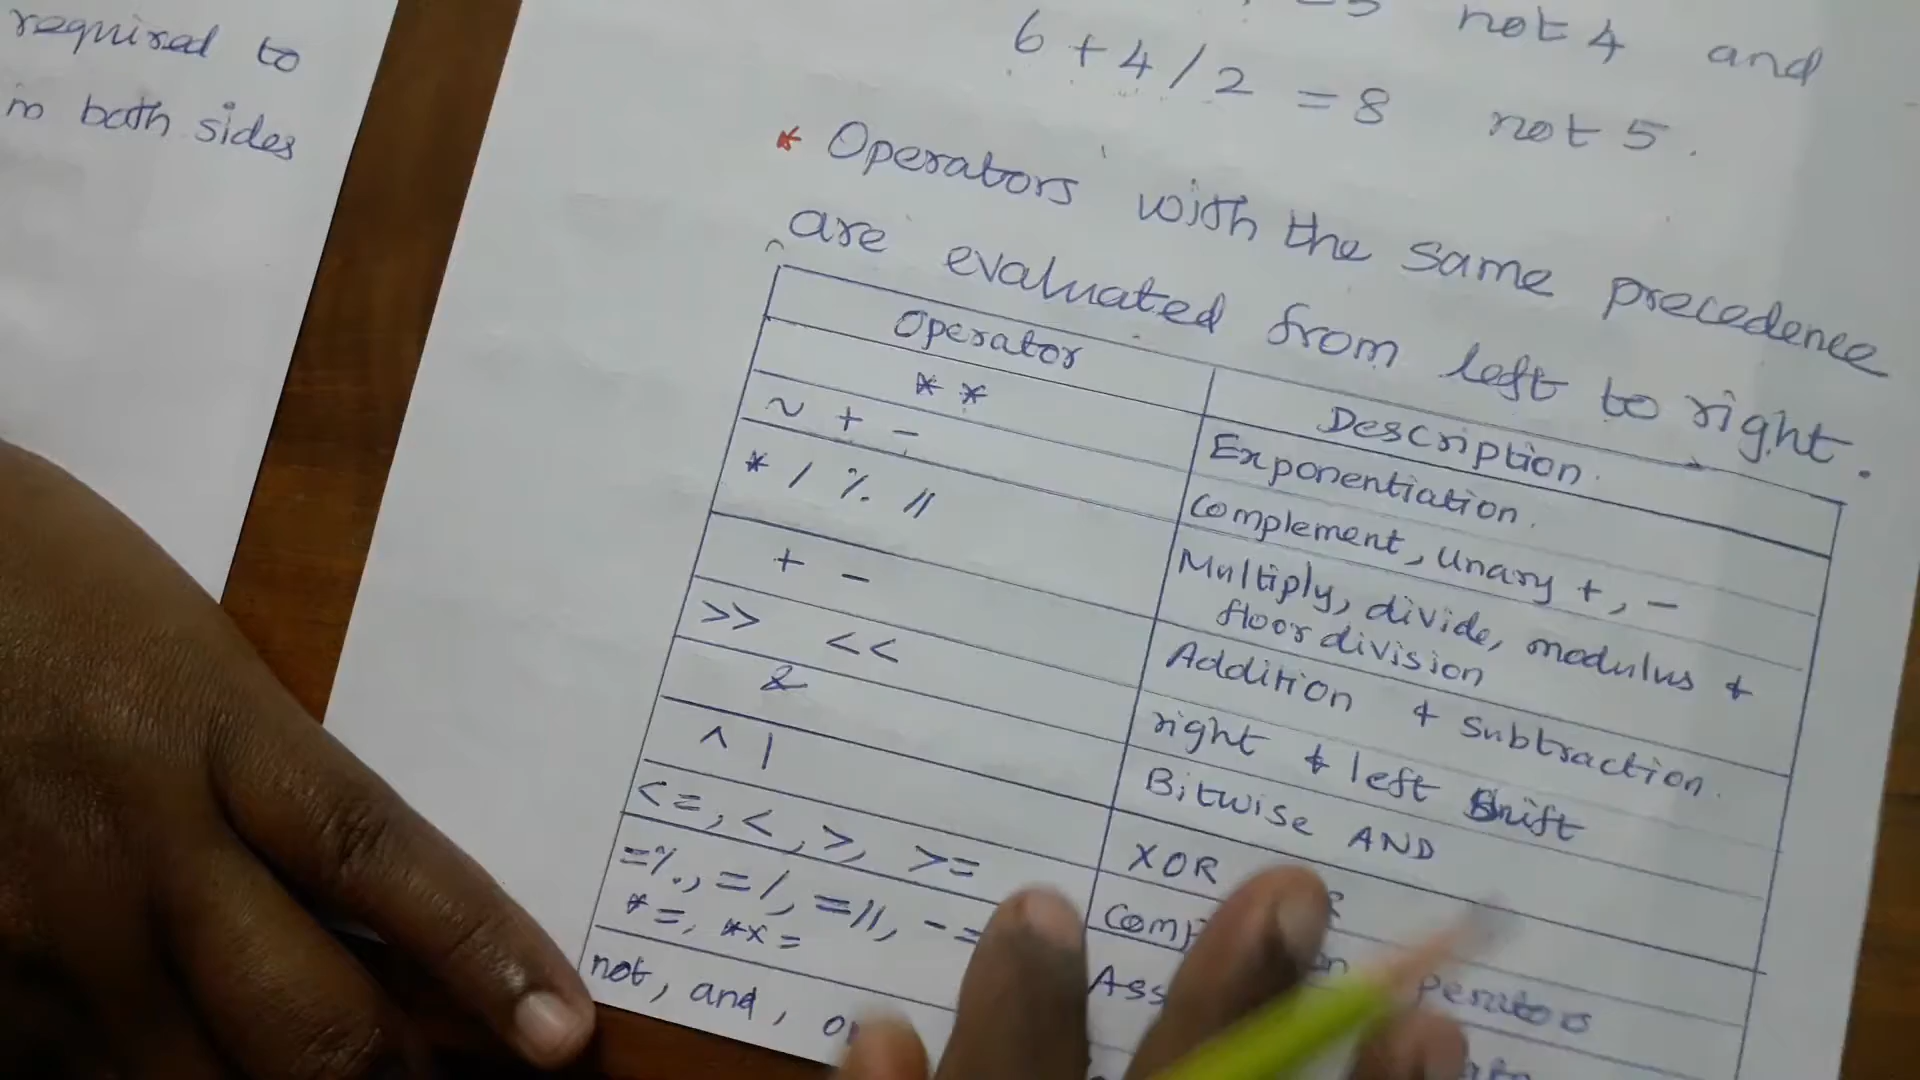 required to
in both sides
not 4 and
6 + 4 / 2 = 8 not 5.
* Operators with the same precedence
are evaluated from left to right.
Operator Description.
** Exponentiation.
~ + - Complement, Unary +, -
* / % // Multiply, divide, modulus &
floor division
+ - Addition & Subtraction.
>> << right & left Shift
& Bitwise AND
^ | XOR
<=, <, >, >= operators
=%, =/, =//, -=
*=, **=
not, and,